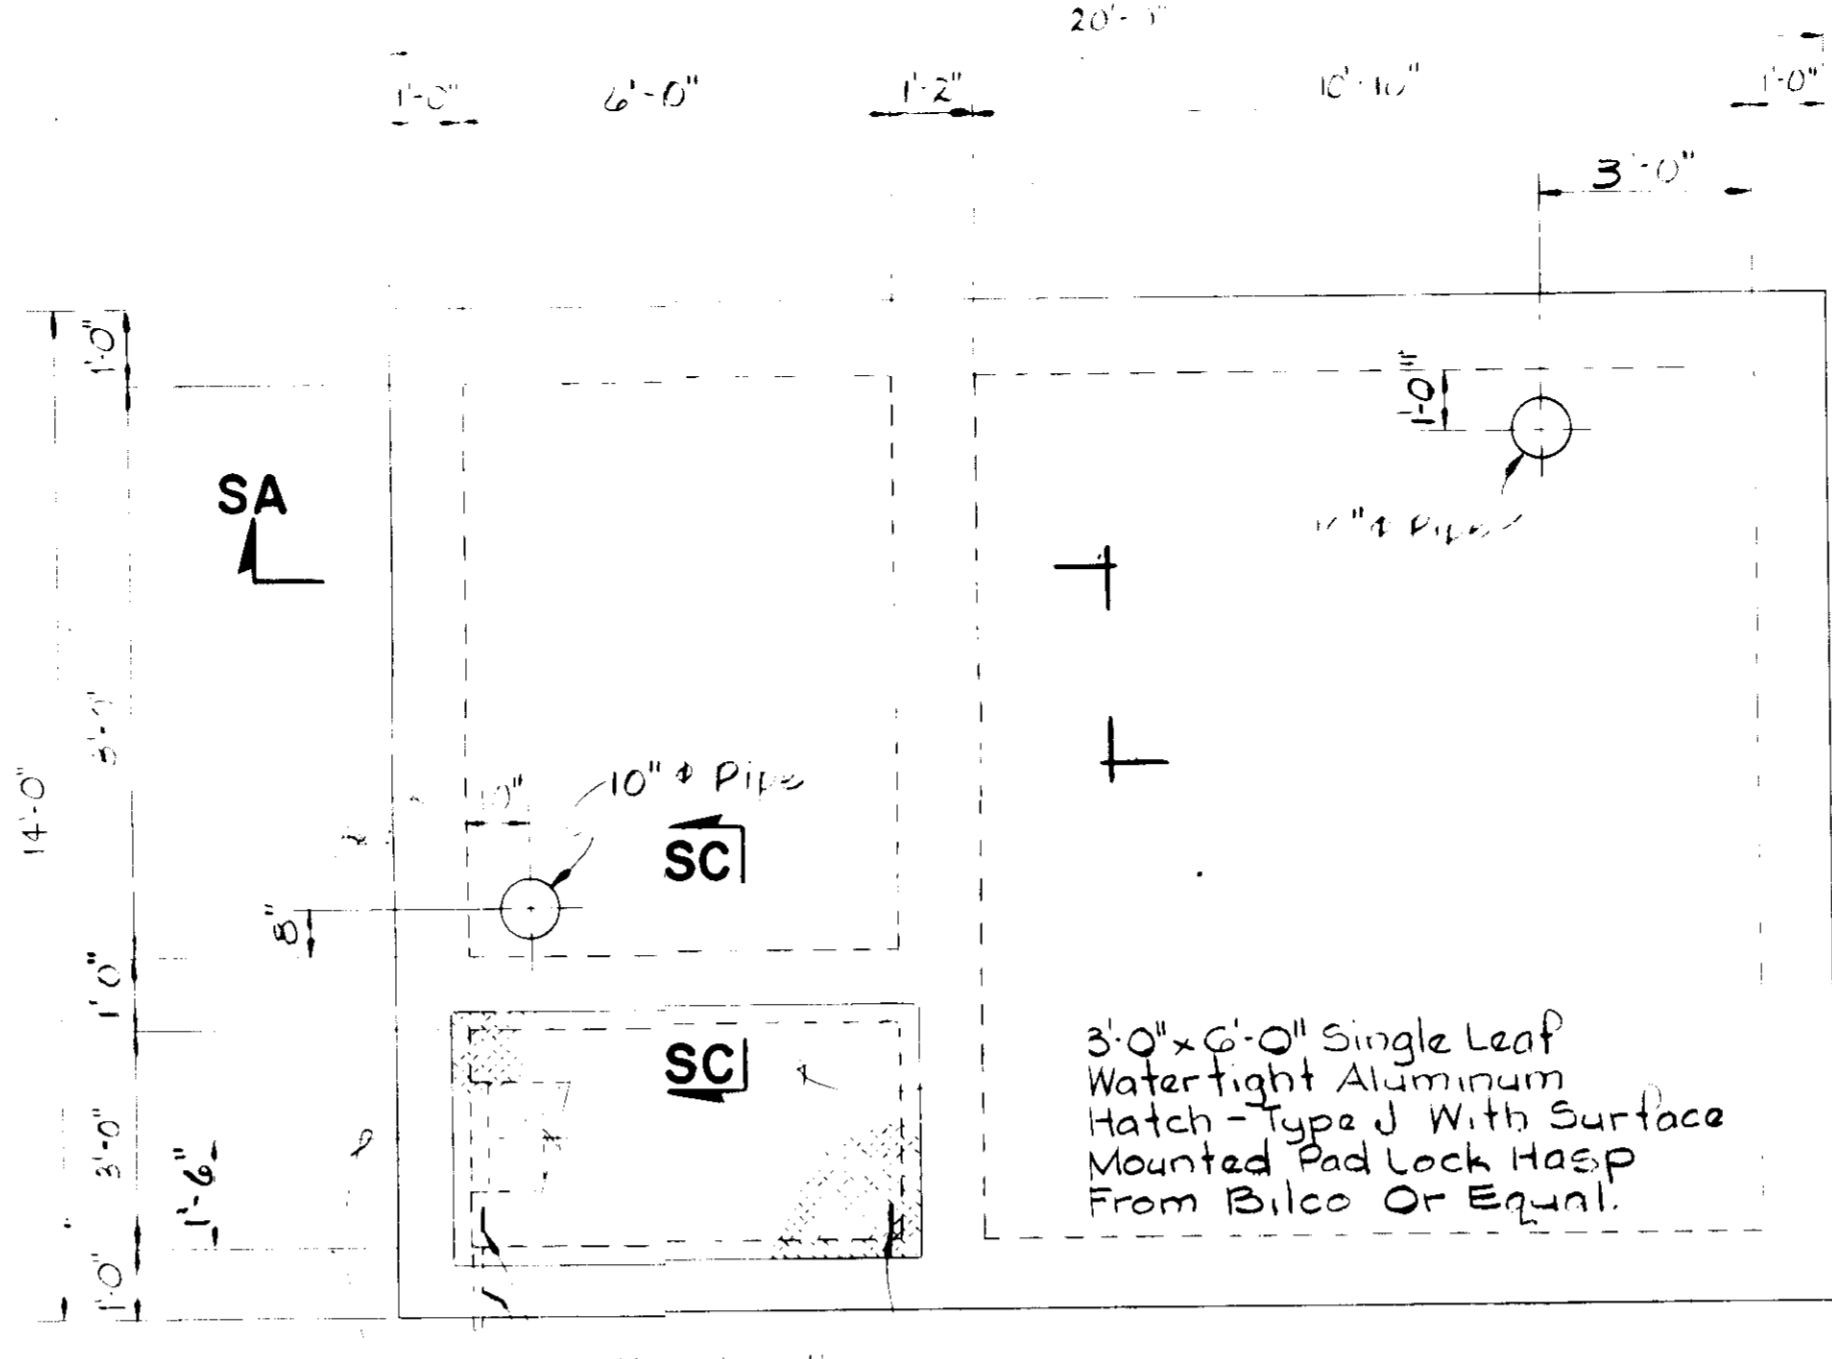 1'-0"
6'-0"
1'-2"
10'-10"
1'-0"
3'-0"
1'-0"
1'-0"
SA
14'-0"
10"
10" ɸ Pipe
SC
8"
1'0"
SC
3'-0"
1'-6"
1'-0"
3'-0" x 6'-0" Single Leaf
Watertight Aluminum
Hatch - Type J With Surface
Mounted Pad Lock Hasp
From Bilco Or Equal.